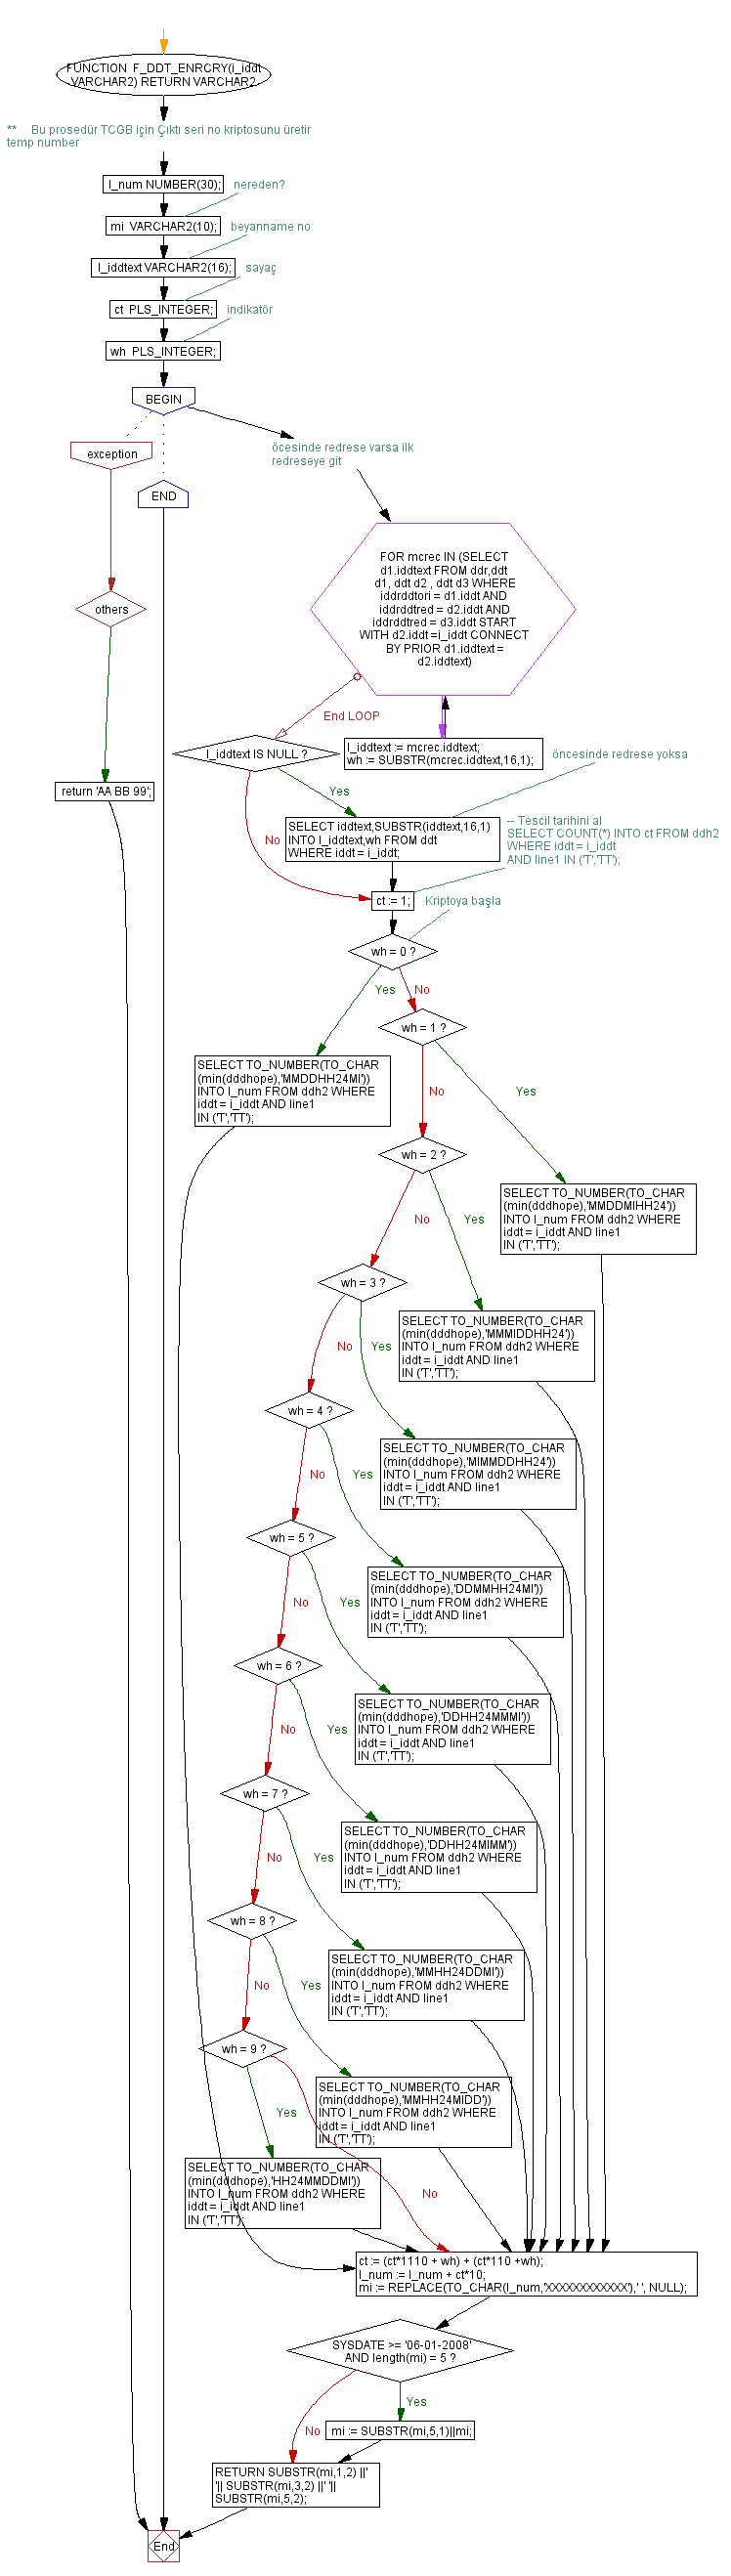 FUNCTION F_DDT_ENRCRY(i_iddt
VARCHAR2) RETURN VARCHAR2
** Bu prosedür TCGB için Çıktı seri no kriptosunu üretir
temp number
l_num NUMBER(30);
nereden?
mi VARCHAR2(10);
beyanname no
l_iddtext VARCHAR2(16);
sayaç
ct PLS_INTEGER;
indikatör
wh PLS_INTEGER;
BEGIN
exception
END
others
return 'AA BB 99';
öcesinde redrese varsa ilk
redreseye git
FOR mcrec IN (SELECT
d1.iddtext FROM ddr,ddt
d1, ddt d2 , ddt d3 WHERE
iddrddtori = d1.iddt AND
iddrddtred = d2.iddt AND
iddrddtred = d3.iddt START
WITH d2.iddt =i_iddt CONNECT
BY PRIOR d1.iddtext =
d2.iddtext)
End LOOP
l_iddtext := mcrec.iddtext;
wh := SUBSTR(mcrec.iddtext,16,1);
l_iddtext IS NULL ?
öncesinde redrese yoksa
Yes
No
SELECT iddtext,SUBSTR(iddtext,16,1)
INTO l_iddtext,wh FROM ddt
WHERE iddt = i_iddt;
-- Tescil tarihini al
SELECT COUNT(*) INTO ct FROM ddh2
WHERE iddt = i_iddt
AND line1 IN ('T','TT');
ct := 1;
Kriptoya başla
wh = 0 ?
Yes
No
wh = 1 ?
SELECT TO_NUMBER(TO_CHAR
(min(dddhope),'MMDDHH24MI'))
INTO l_num FROM ddh2 WHERE
iddt = i_iddt AND line1
IN ('T','TT');
No
Yes
wh = 2 ?
SELECT TO_NUMBER(TO_CHAR
(min(dddhope),'MMDDMIHH24'))
INTO l_num FROM ddh2 WHERE
iddt = i_iddt AND line1
IN ('T','TT');
No
Yes
wh = 3 ?
SELECT TO_NUMBER(TO_CHAR
(min(dddhope),'MMMIDDHH24'))
INTO l_num FROM ddh2 WHERE
iddt = i_iddt AND line1
IN ('T','TT');
No
Yes
wh = 4 ?
SELECT TO_NUMBER(TO_CHAR
(min(dddhope),'MIMMDDHH24'))
INTO l_num FROM ddh2 WHERE
iddt = i_iddt AND line1
IN ('T','TT');
No
Yes
wh = 5 ?
SELECT TO_NUMBER(TO_CHAR
(min(dddhope),'DDMMHH24MI'))
INTO l_num FROM ddh2 WHERE
iddt = i_iddt AND line1
IN ('T','TT');
No
Yes
wh = 6 ?
SELECT TO_NUMBER(TO_CHAR
(min(dddhope),'DDHH24MMMI'))
INTO l_num FROM ddh2 WHERE
iddt = i_iddt AND line1
IN ('T','TT');
No
Yes
wh = 7 ?
SELECT TO_NUMBER(TO_CHAR
(min(dddhope),'DDHH24MIMM'))
INTO l_num FROM ddh2 WHERE
iddt = i_iddt AND line1
IN ('T','TT');
No
Yes
wh = 8 ?
SELECT TO_NUMBER(TO_CHAR
(min(dddhope),'MMHH24DDMI'))
INTO l_num FROM ddh2 WHERE
iddt = i_iddt AND line1
IN ('T','TT');
No
Yes
wh = 9 ?
SELECT TO_NUMBER(TO_CHAR
(min(dddhope),'MMHH24MIDD'))
INTO l_num FROM ddh2 WHERE
iddt = i_iddt AND line1
IN ('T','TT');
Yes
No
SELECT TO_NUMBER(TO_CHAR
(min(dddhope),'HH24MMDDMI'))
INTO l_num FROM ddh2 WHERE
iddt = i_iddt AND line1
IN ('T','TT');
ct := (ct*1110 + wh) + (ct*110 +wh);
l_num := l_num + ct*10;
mi := REPLACE(TO_CHAR(l_num,'XXXXXXXXXXXX'),' ', NULL);
SYSDATE >= '06-01-2008'
AND length(mi) = 5 ?
Yes
No
mi := SUBSTR(mi,5,1)||mi;
RETURN SUBSTR(mi,1,2) ||'
'|| SUBSTR(mi,3,2) ||' '||
SUBSTR(mi,5,2);
End